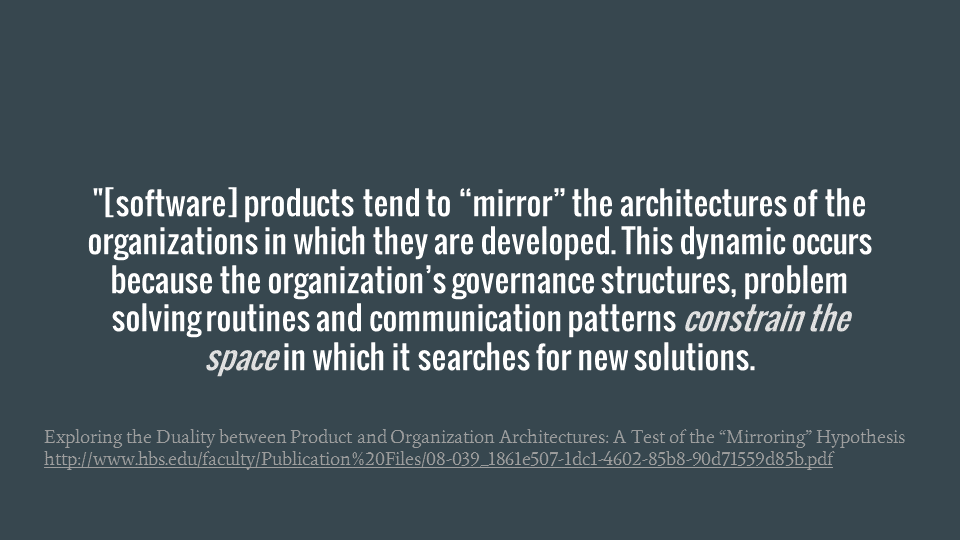 "[software] products tend to “mirror” the architectures of the
organizations in which they are developed. This dynamic occurs
because the organization’s governance structures, problem
solving routines and communication patterns constrain the
space in which it searches for new solutions.
Exploring the Duality between Product and Organization Architectures: A Test of the “Mirroring” Hypothesis
http://www.hbs.edu/faculty/Publication%20Files/08-039_1861e507-1dc1-4602-85b8-90d71559d85b.pdf